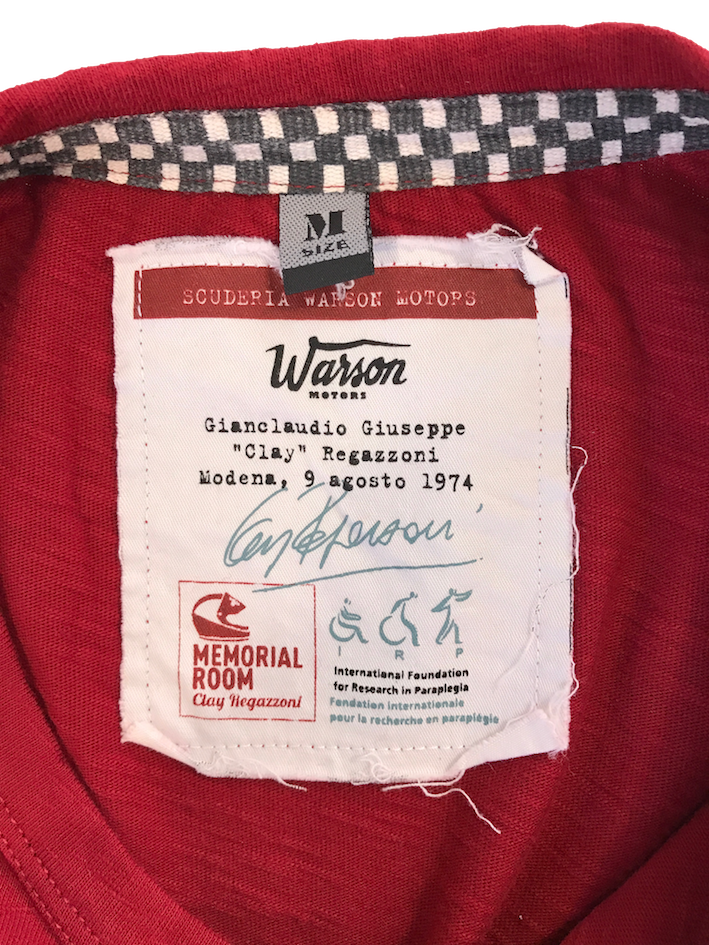 M
SIZE
SCUDERIA WARSON MOTORS
Warson
MOTORS
Gianclaudio Giuseppe
"Clay" Regazzoni
Modena, 9 agosto 1974
MEMORIAL
ROOM
Clay Regazzoni
I R P
International Foundation
for Research in Paraplegia
Fondation internationale
pour la recherche en paraplégie